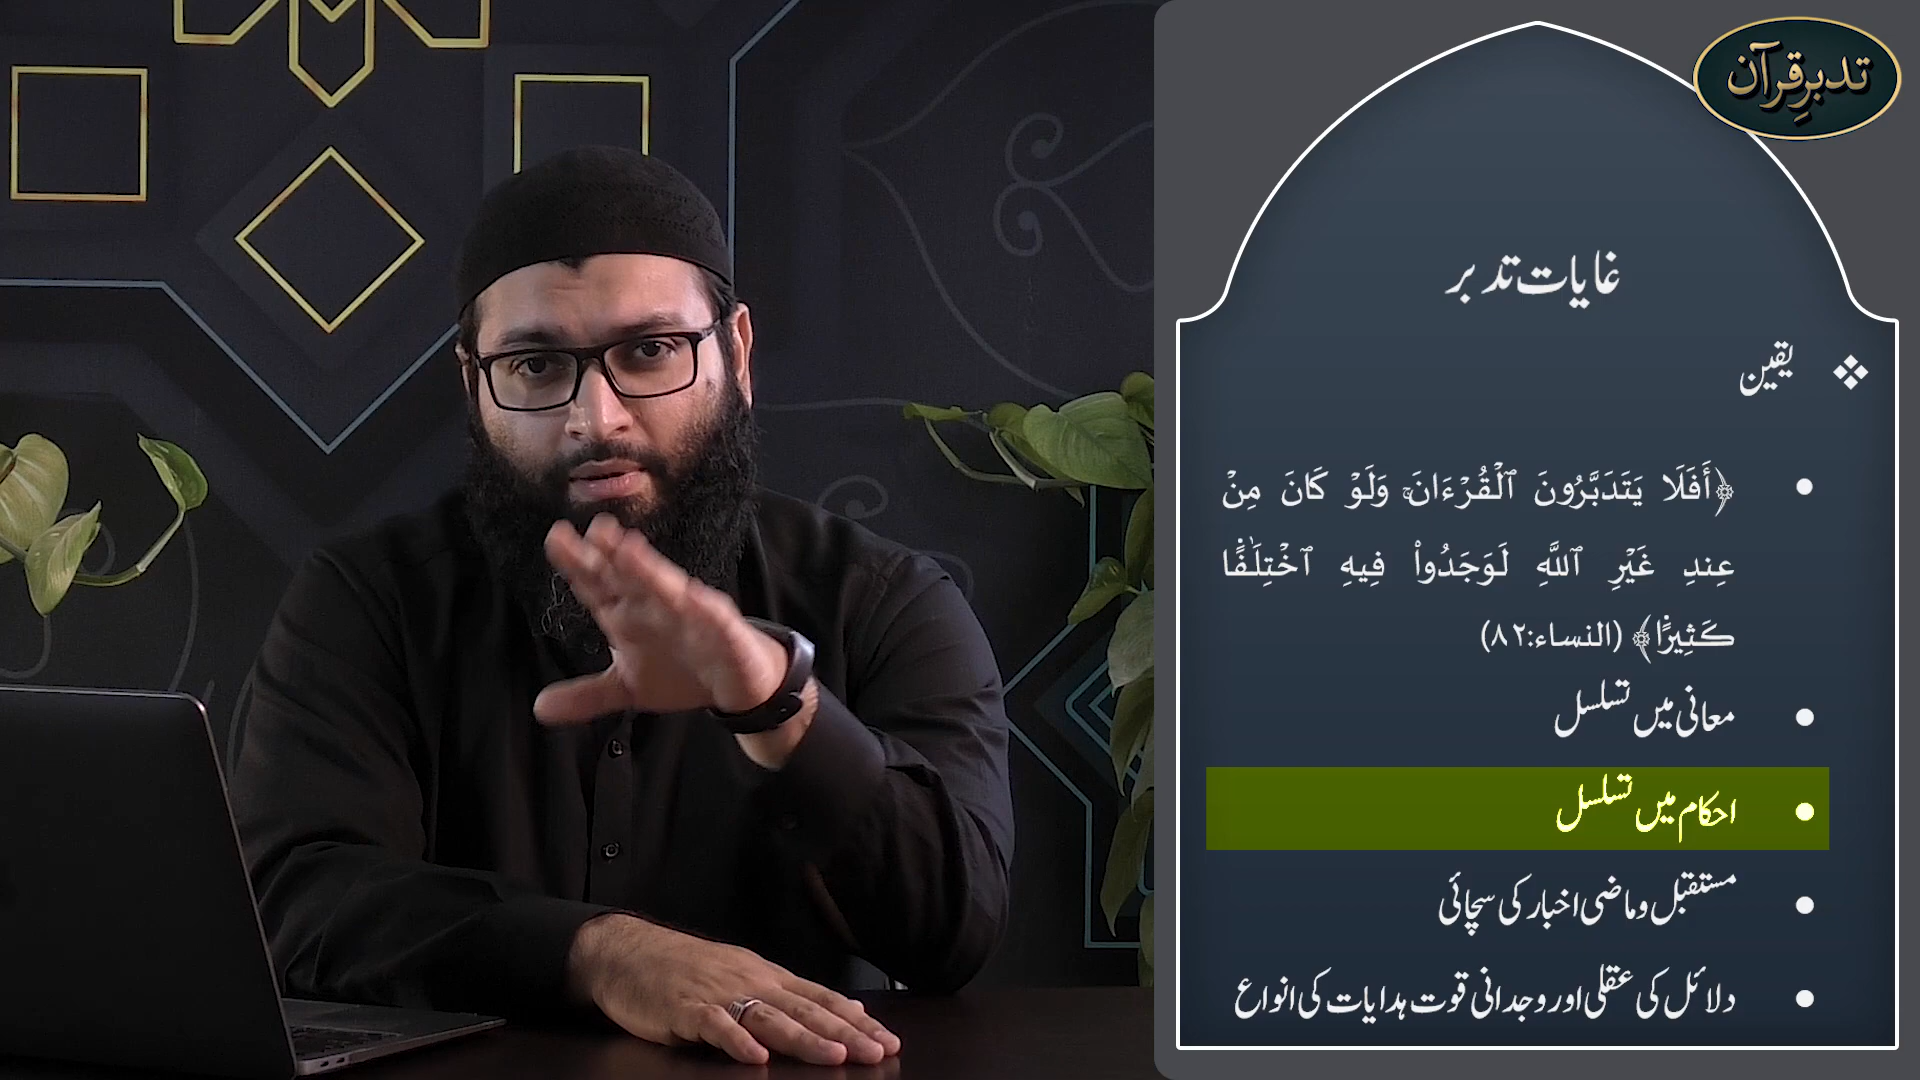 تدبرِ قرآن
غایات تدبر
❖ یقین
• ﴿أَفَلَا يَتَدَبَّرُونَ ٱلۡقُرۡءَانَۚ وَلَوۡ كَانَ مِنۡ
عِندِ غَيۡرِ ٱللَّهِ لَوَجَدُواْ فِيهِ ٱخۡتِلَٰفٗا
كَثِيرٗا﴾ (النساء:٨٢)
• معانی میں تسلسل
• احکام میں تسلسل
• مستقبل و ماضی اخبار کی سچائی
• دلائل کی عقلی اور وجدانی قوت ہدایات کی انواع